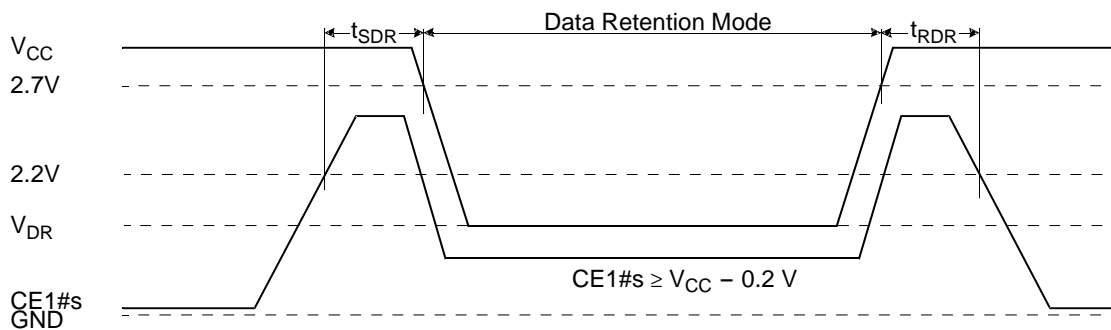 Data Retention Mode
tSDR
tRDR
VCC
2.7V
2.2V
VDR
CE1#s ≥ VCC − 0.2 V
CE1#s
GND